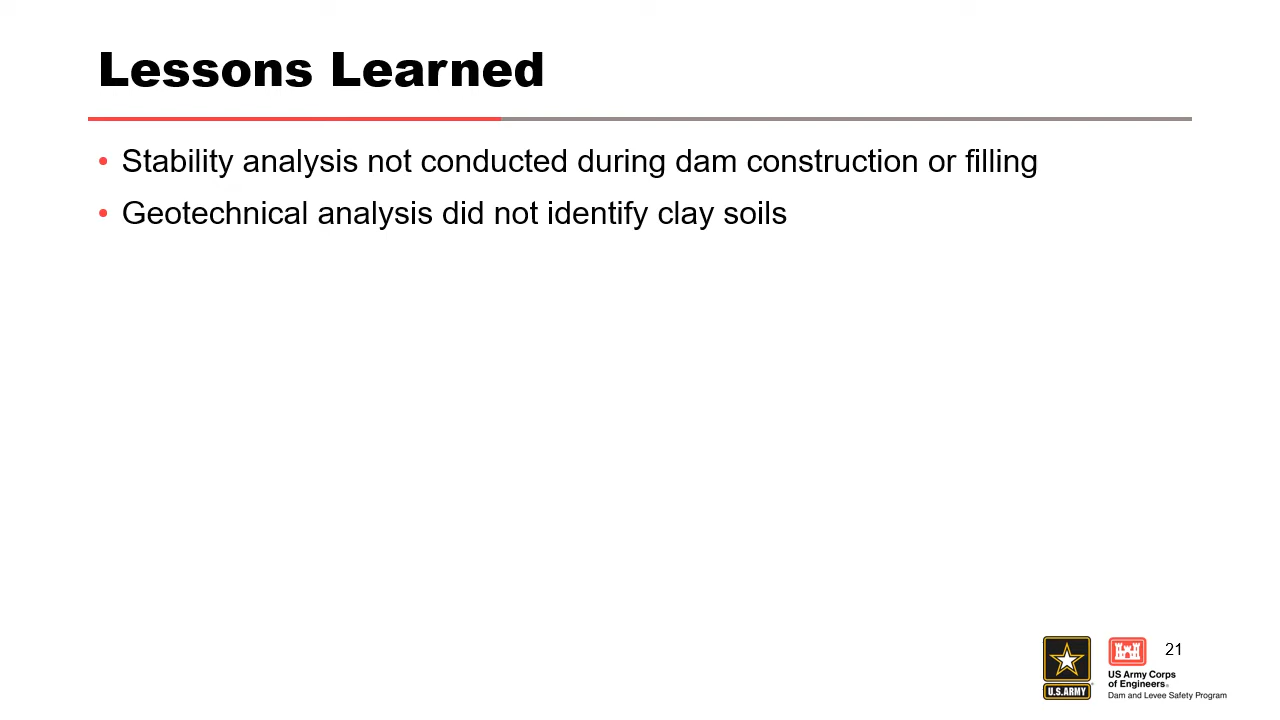 Lessons Learned
• Stability analysis not conducted during dam construction or filling
• Geotechnical analysis did not identify clay soils
21
U.S.ARMY
US Army Corps
of Engineers®
Dam and Levee Safety Program